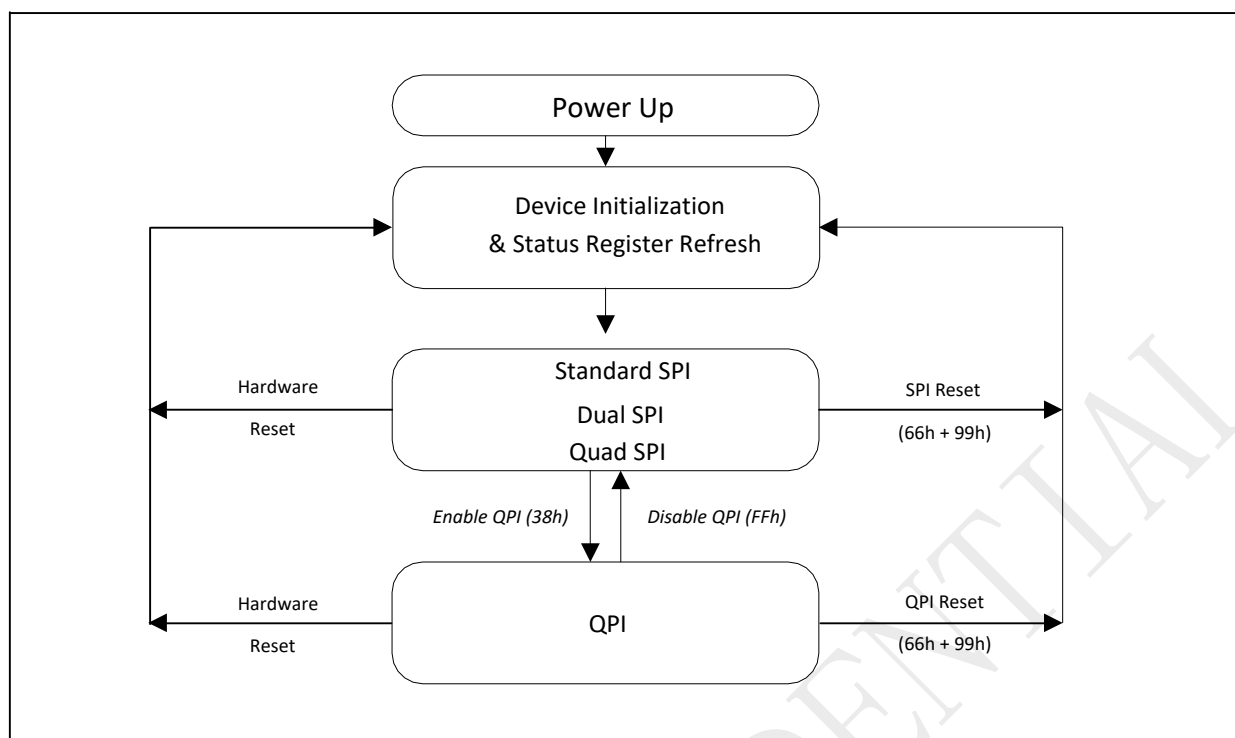 Power Up
Device Initialization
& Status Register Refresh
Standard SPI
Dual SPI
Quad SPI
Hardware
Reset
SPI Reset
(66h + 99h)
Enable QPI (38h)
Disable QPI (FFh)
QPI
Hardware
Reset
QPI Reset
(66h + 99h)
DENTIAI